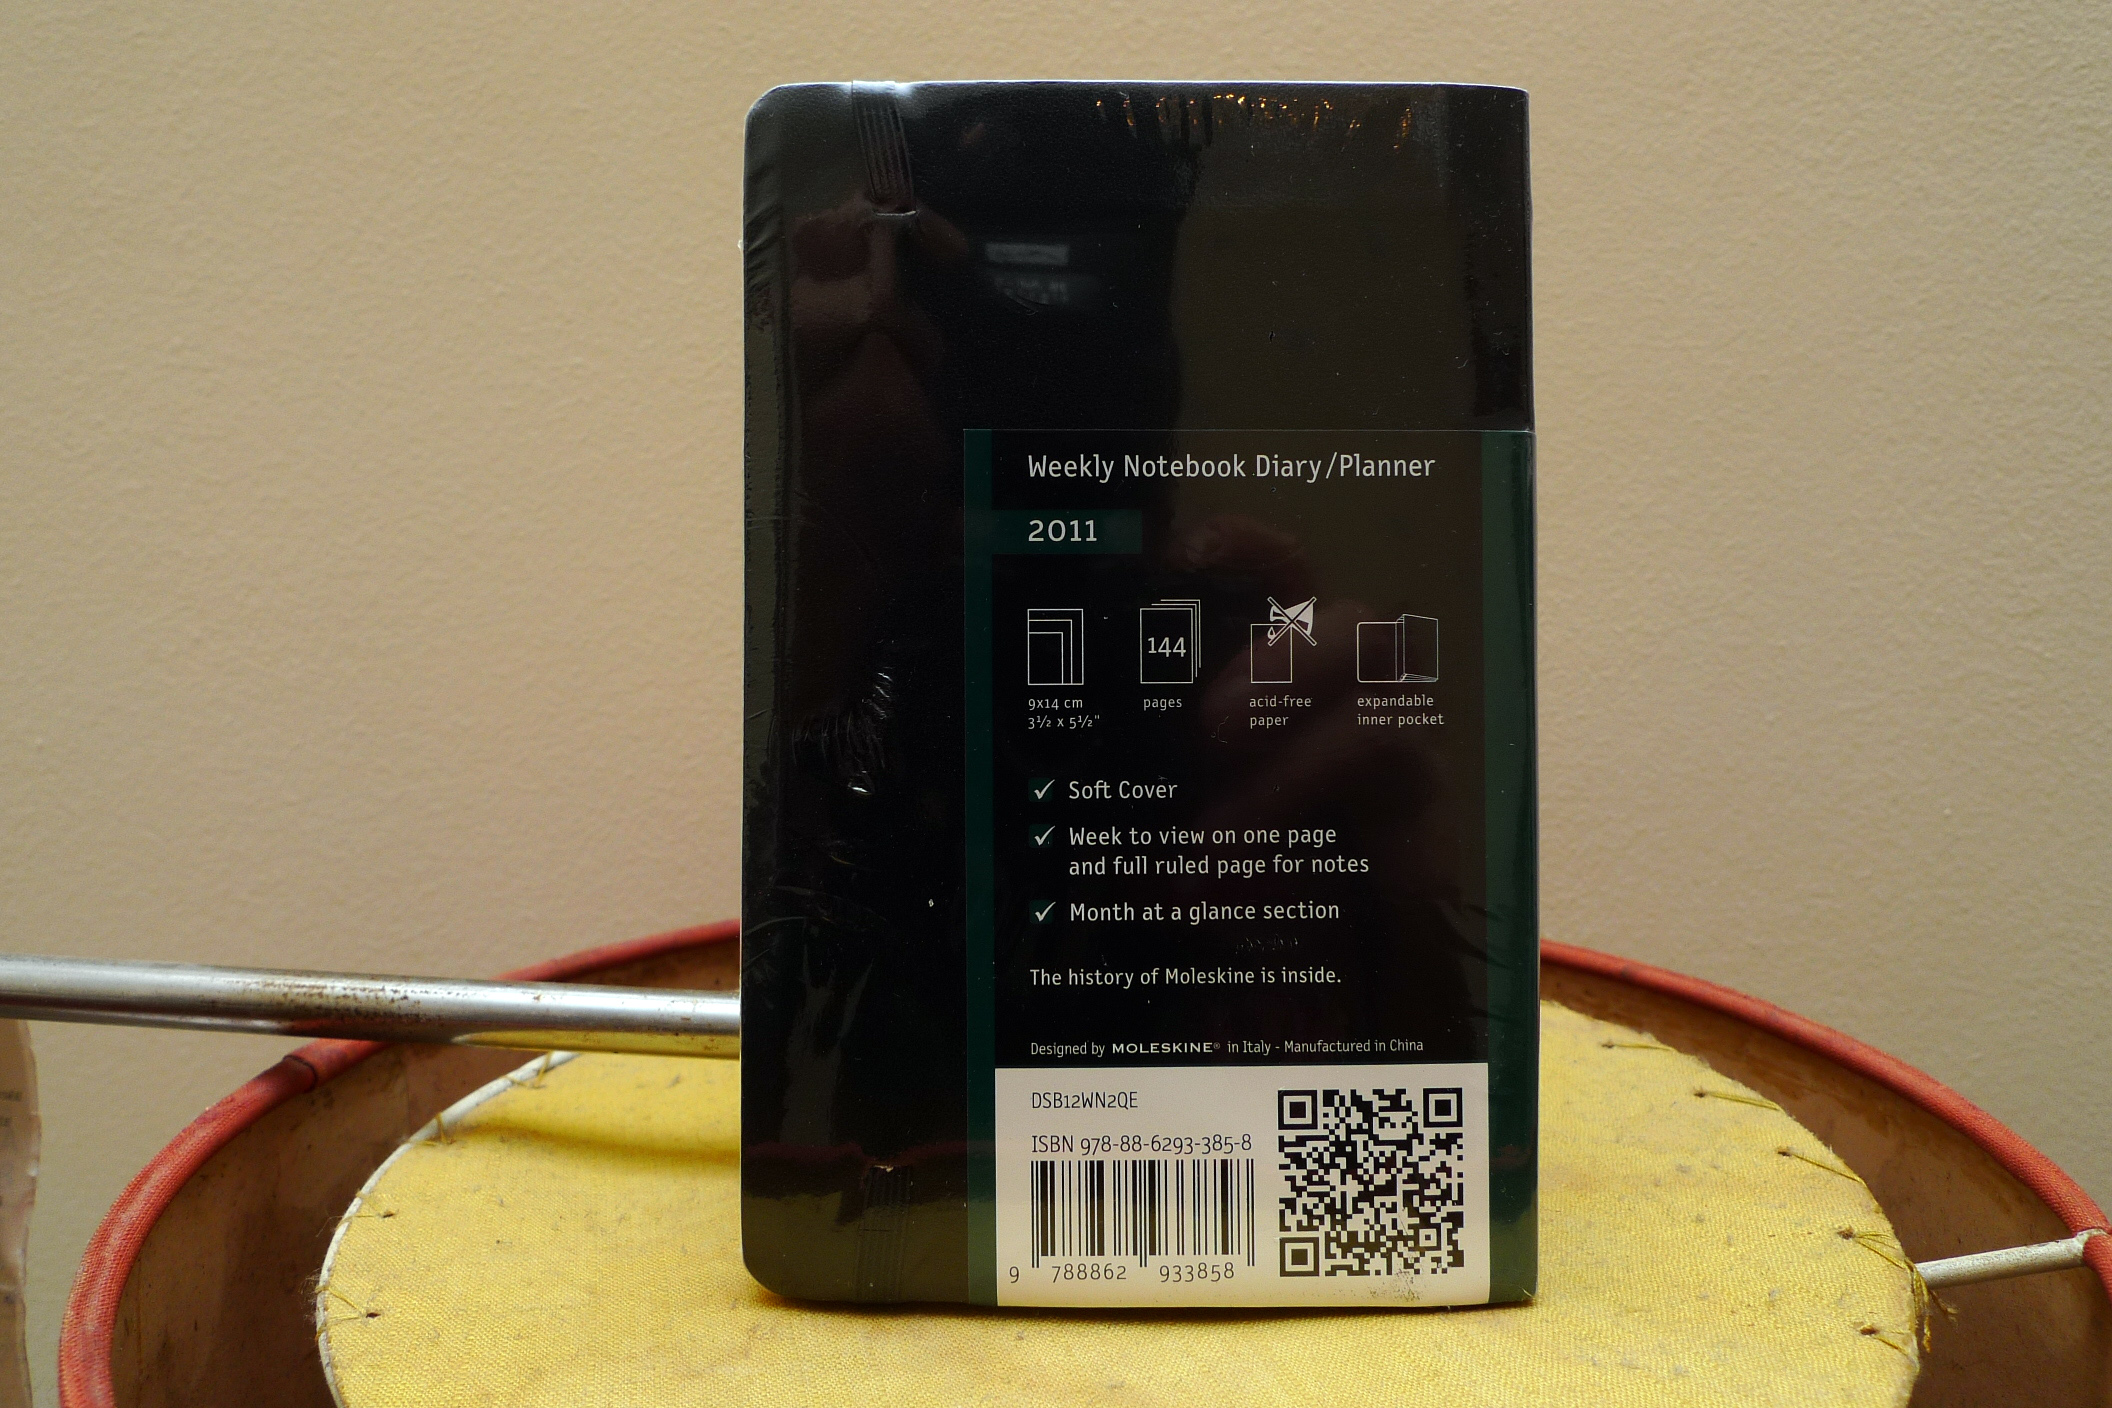 Weekly Notebook Diary/Planner
2011
144
9x14 cm
3½ x 5½"
pages
acid-free
paper
expandable
inner pocket
Soft Cover
Week to view on one page
and full ruled page for notes
Month at a glance section
The history of Moleskine is inside.
Designed by MOLESKINE® in Italy - Manufactured in China
DSB12WN2QE
ISBN 978-88-6293-385-8
9 788862 933858